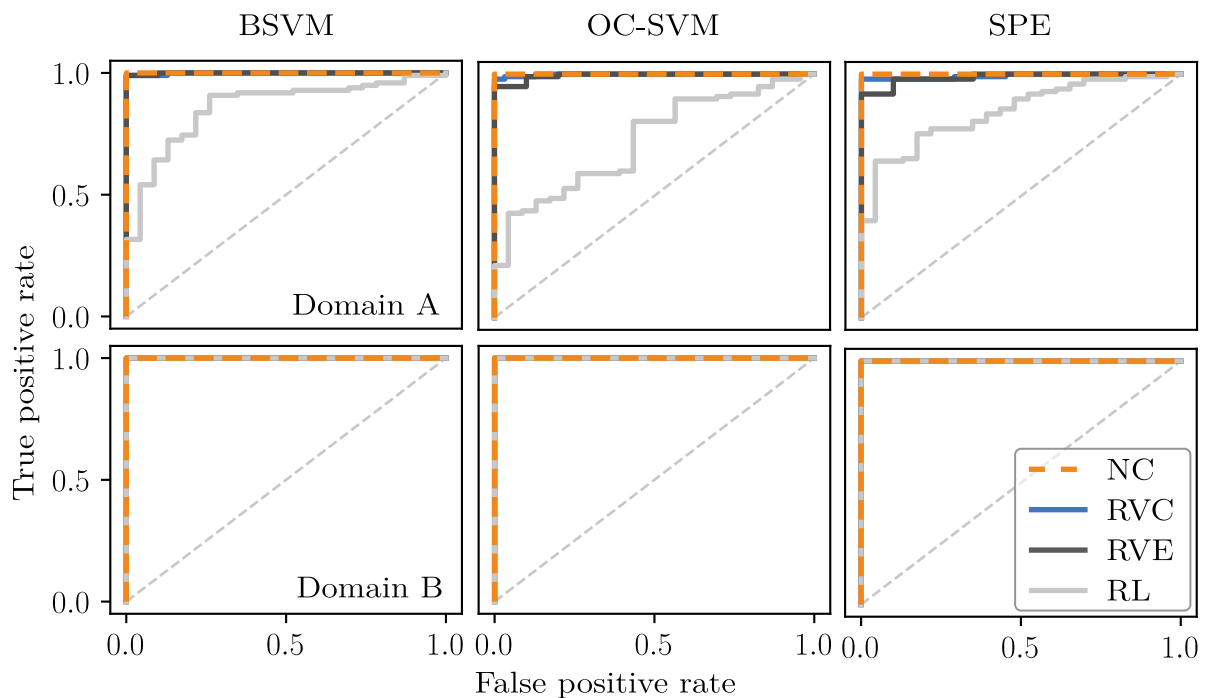 BSVM OC-SVM SPE
1.0
0.5
0.0
Domain A
True positive rate
1.0
0.5
0.0
Domain B
NC
RVC
RVE
RL
0.0 0.5 1.0 0.0 0.5 1.0 0.0 0.5 1.0
False positive rate